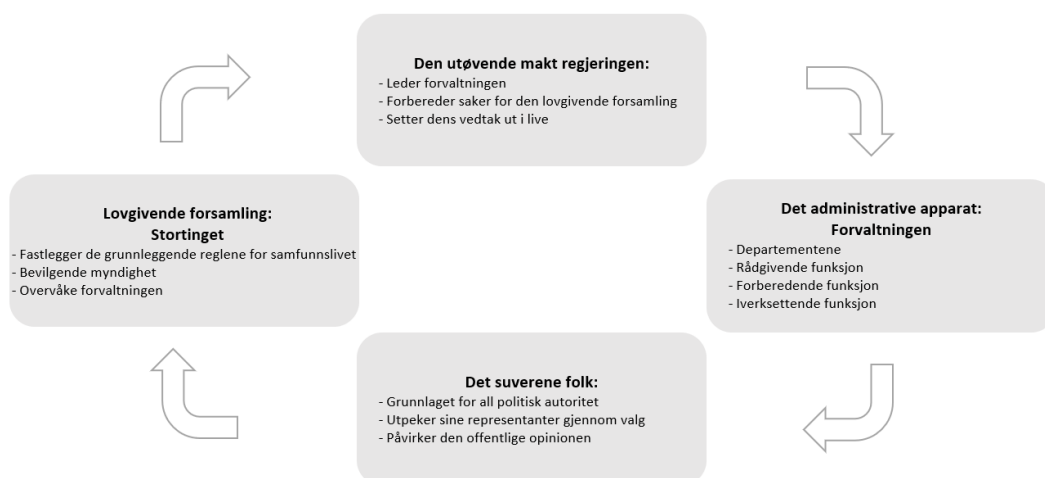 Den utøvende makt regjeringen:
- Leder forvaltningen
- Forbereder saker for den lovgivende forsamling
- Setter dens vedtak ut i live
Lovgivende forsamling:
Stortinget
- Fastlegger de grunnleggende reglene for samfunnslivet
- Bevilgende myndighet
- Overvåke forvaltningen
Det administrative apparat:
Forvaltningen
- Departementene
- Rådgivende funksjon
- Forberedende funksjon
- Iverksettende funksjon
Det suverene folk:
- Grunnlaget for all politisk autoritet
- Utpeker sine representanter gjennom valg
- Påvirker den offentlige opinionen